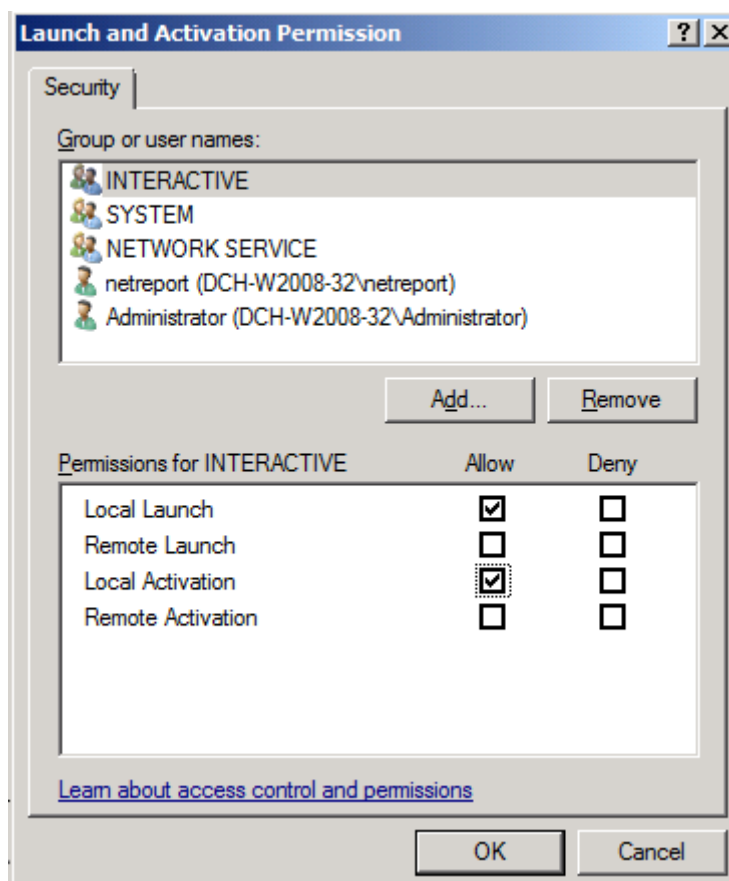 Launch and Activation Permission
Security
Group or user names:
INTERACTIVE
SYSTEM
NETWORK SERVICE
netreport (DCH-W2008-32\netreport)
Administrator (DCH-W2008-32\Administrator)
Add... Remove
Permissions for INTERACTIVE Allow Deny
Local Launch
Remote Launch
Local Activation
Remote Activation
Learn about access control and permissions
OK Cancel